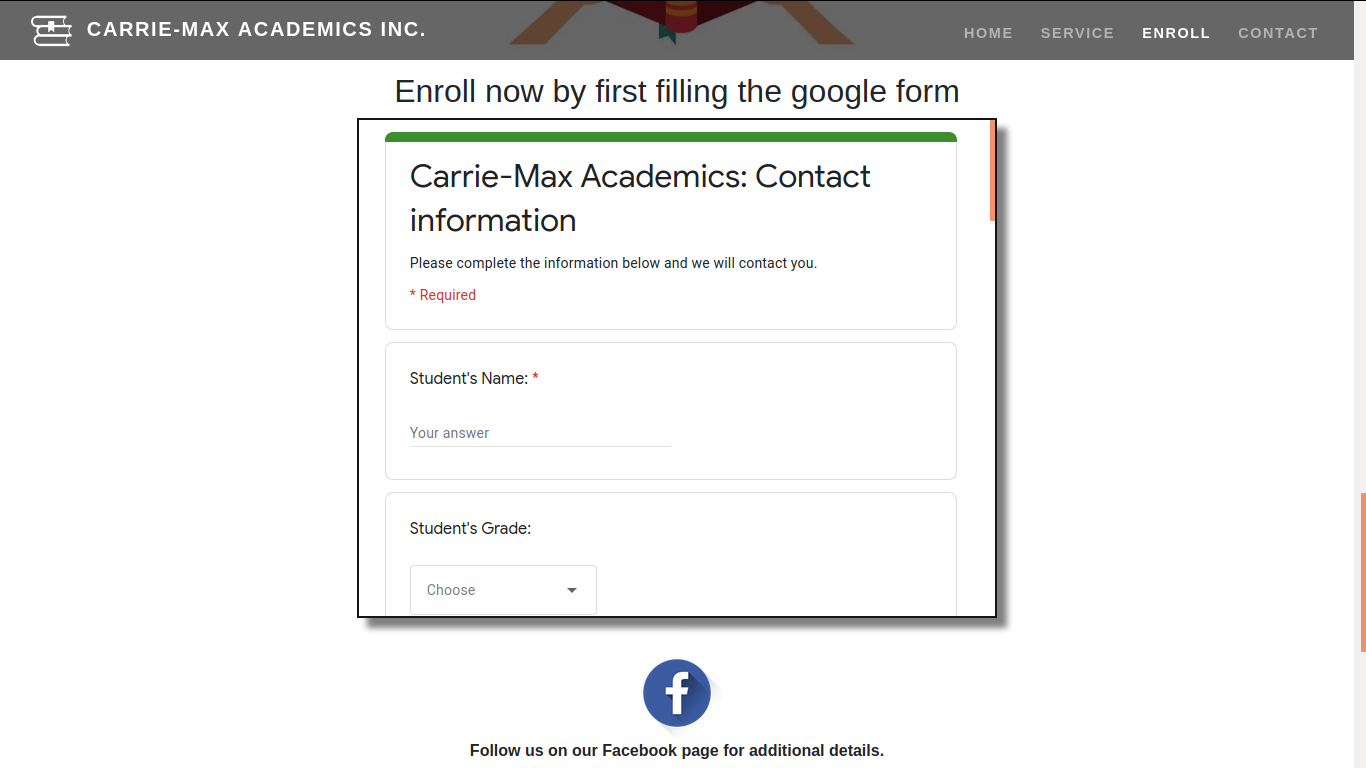 CARRIE-MAX ACADEMICS INC.
HOME SERVICE ENROLL CONTACT
Enroll now by first filling the google form
Carrie-Max Academics: Contact
information
Please complete the information below and we will contact you.
* Required
Student's Name: *
Your answer
Student's Grade:
Choose
f
Follow us on our Facebook page for additional details.